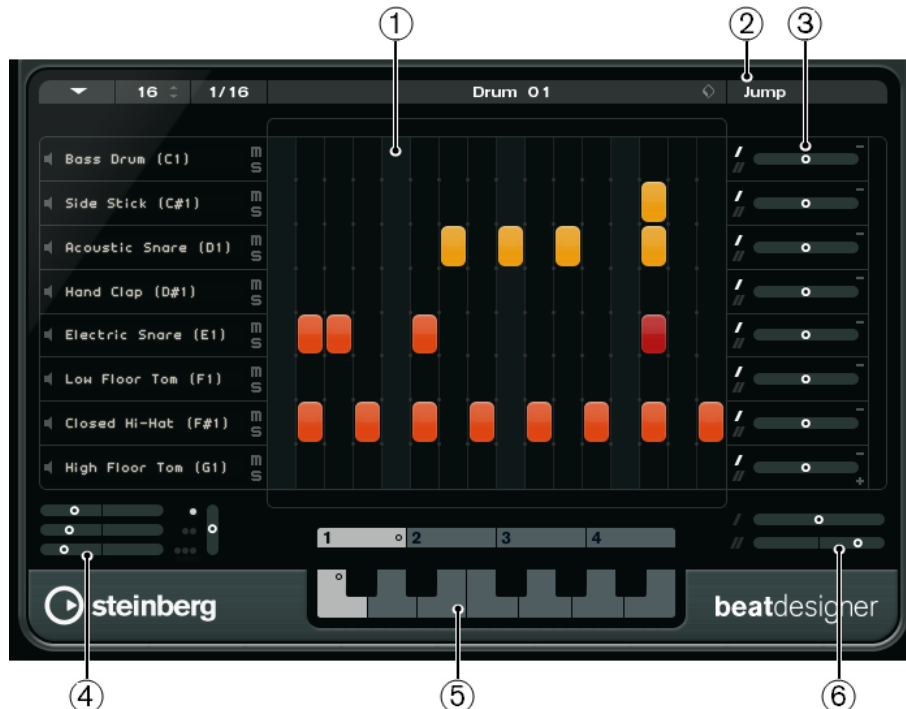 1 2 3
16 1/16 Drum 01 Jump
Bass Drum (C1) m s
Side Stick (C#1) m s
Acoustic Snare (D1) m s
Hand Clap (D#1) m s
Electric Snare (E1) m s
Low Floor Tom (F1) m s
Closed Hi-Hat (F#1) m s
High Floor Tom (G1) m s
1 2 3 4
steinberg
beatdesigner
4 5 6